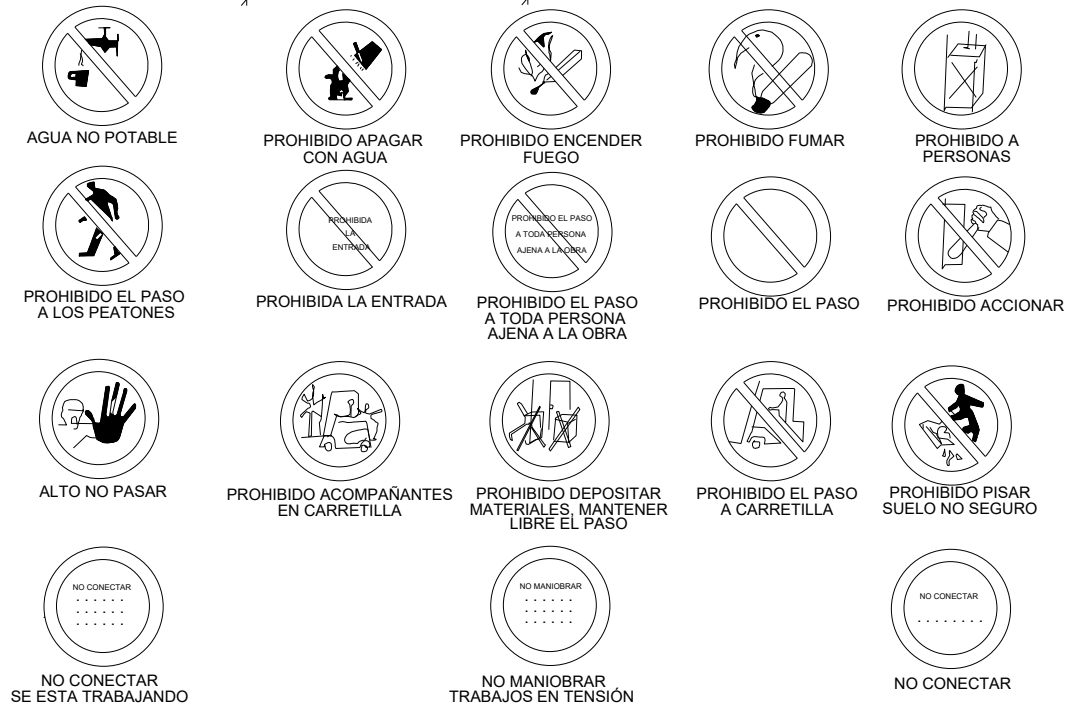 AGUA NO POTABLE
PROHIBIDO APAGAR
CON AGUA
PROHIBIDO ENCENDER
FUEGO
PROHIBIDO FUMAR
PROHIBIDO A
PERSONAS
PROHIBIDO EL PASO
A LOS PEATONES
PROHIBIDA
LA
ENTRADA
PROHIBIDA LA ENTRADA
PROHIBIDO EL PASO
A TODA PERSONA
AJENA A LA OBRA
PROHIBIDO EL PASO
A TODA PERSONA
AJENA A LA OBRA
PROHIBIDO EL PASO
PROHIBIDO ACCIONAR
ALTO NO PASAR
PROHIBIDO ACOMPAÑANTES
EN CARRETILLA
PROHIBIDO DEPOSITAR
MATERIALES, MANTENER
LIBRE EL PASO
PROHIBIDO EL PASO
A CARRETILLA
PROHIBIDO PISAR
SUELO NO SEGURO
NO CONECTAR
NO CONECTAR
SE ESTA TRABAJANDO
NO MANIOBRAR
NO MANIOBRAR
TRABAJOS EN TENSIÓN
NO CONECTAR
NO CONECTAR